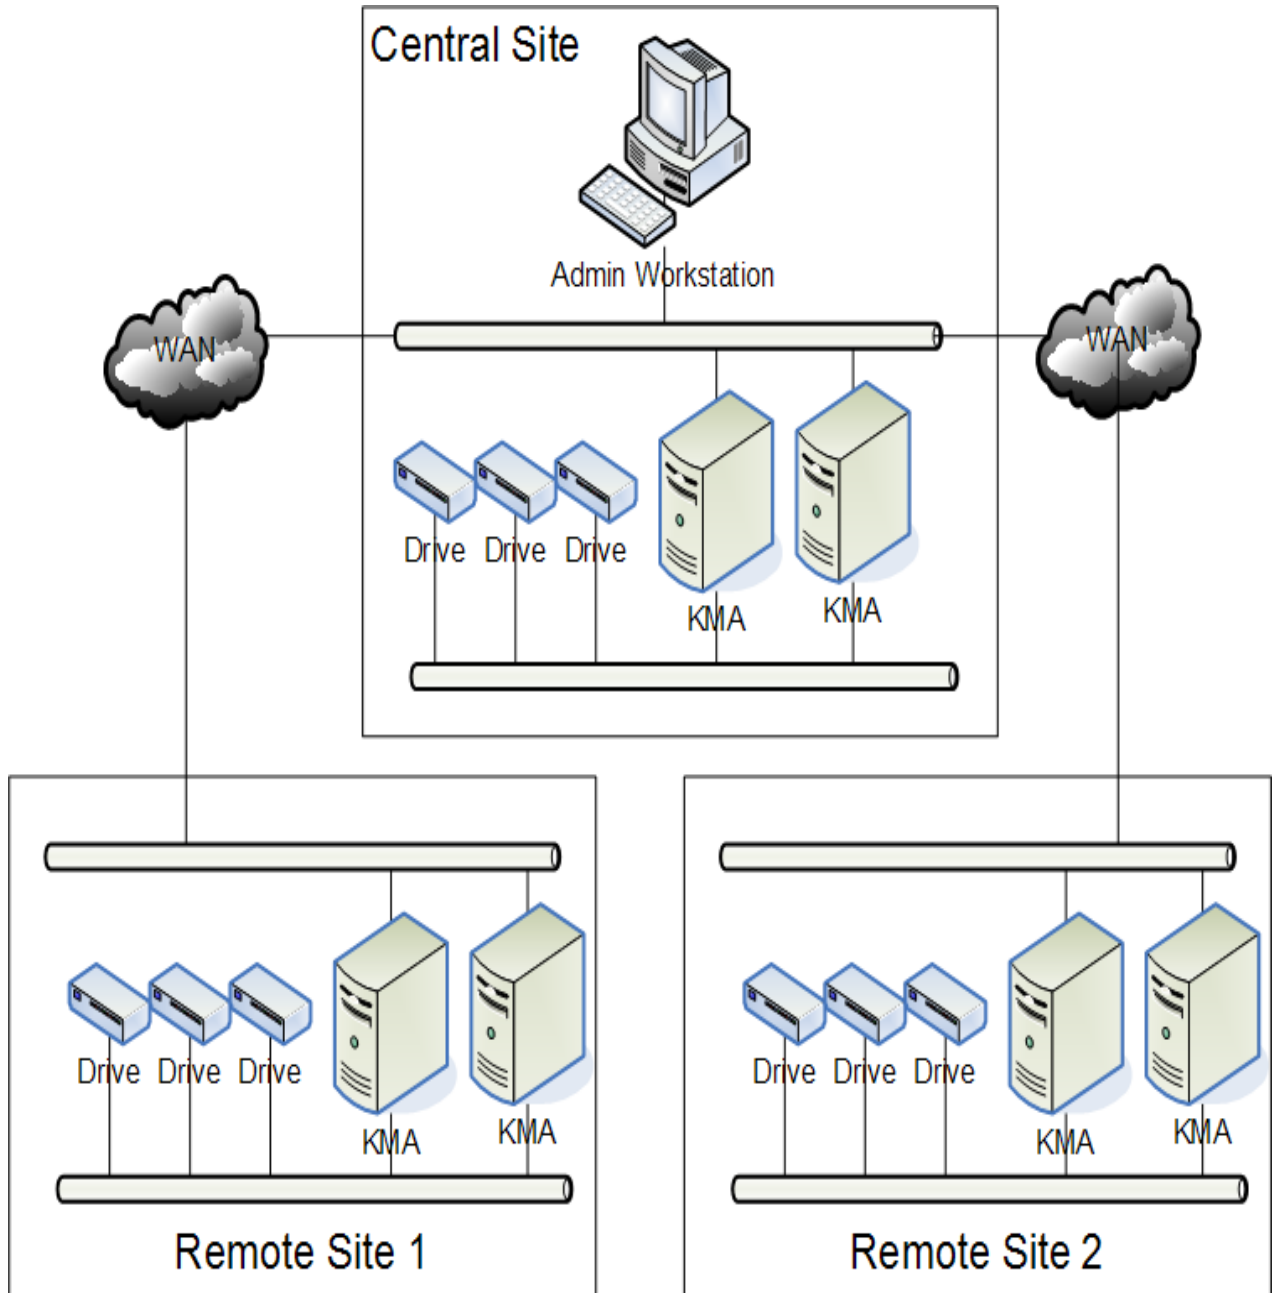 Central Site
Admin Workstation
WAN
WAN
Drive Drive Drive
KMA
KMA
Drive Drive Drive
KMA
KMA
Remote Site 1
Drive Drive Drive
KMA
KMA
Remote Site 2